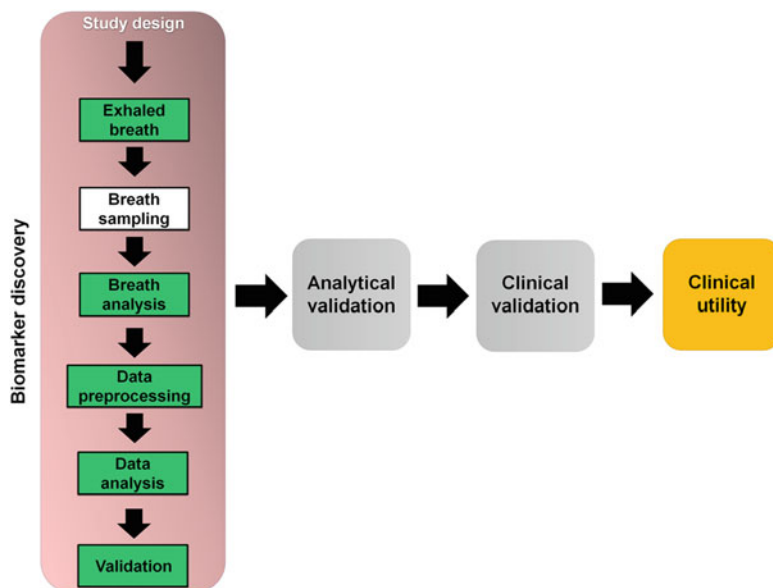 Study design
Exhaled
breath
Breath
sampling
Breath
analysis
Data
preprocessing
Data
analysis
Validation
Biomarker discovery
Analytical
validation
Clinical
validation
Clinical
utility